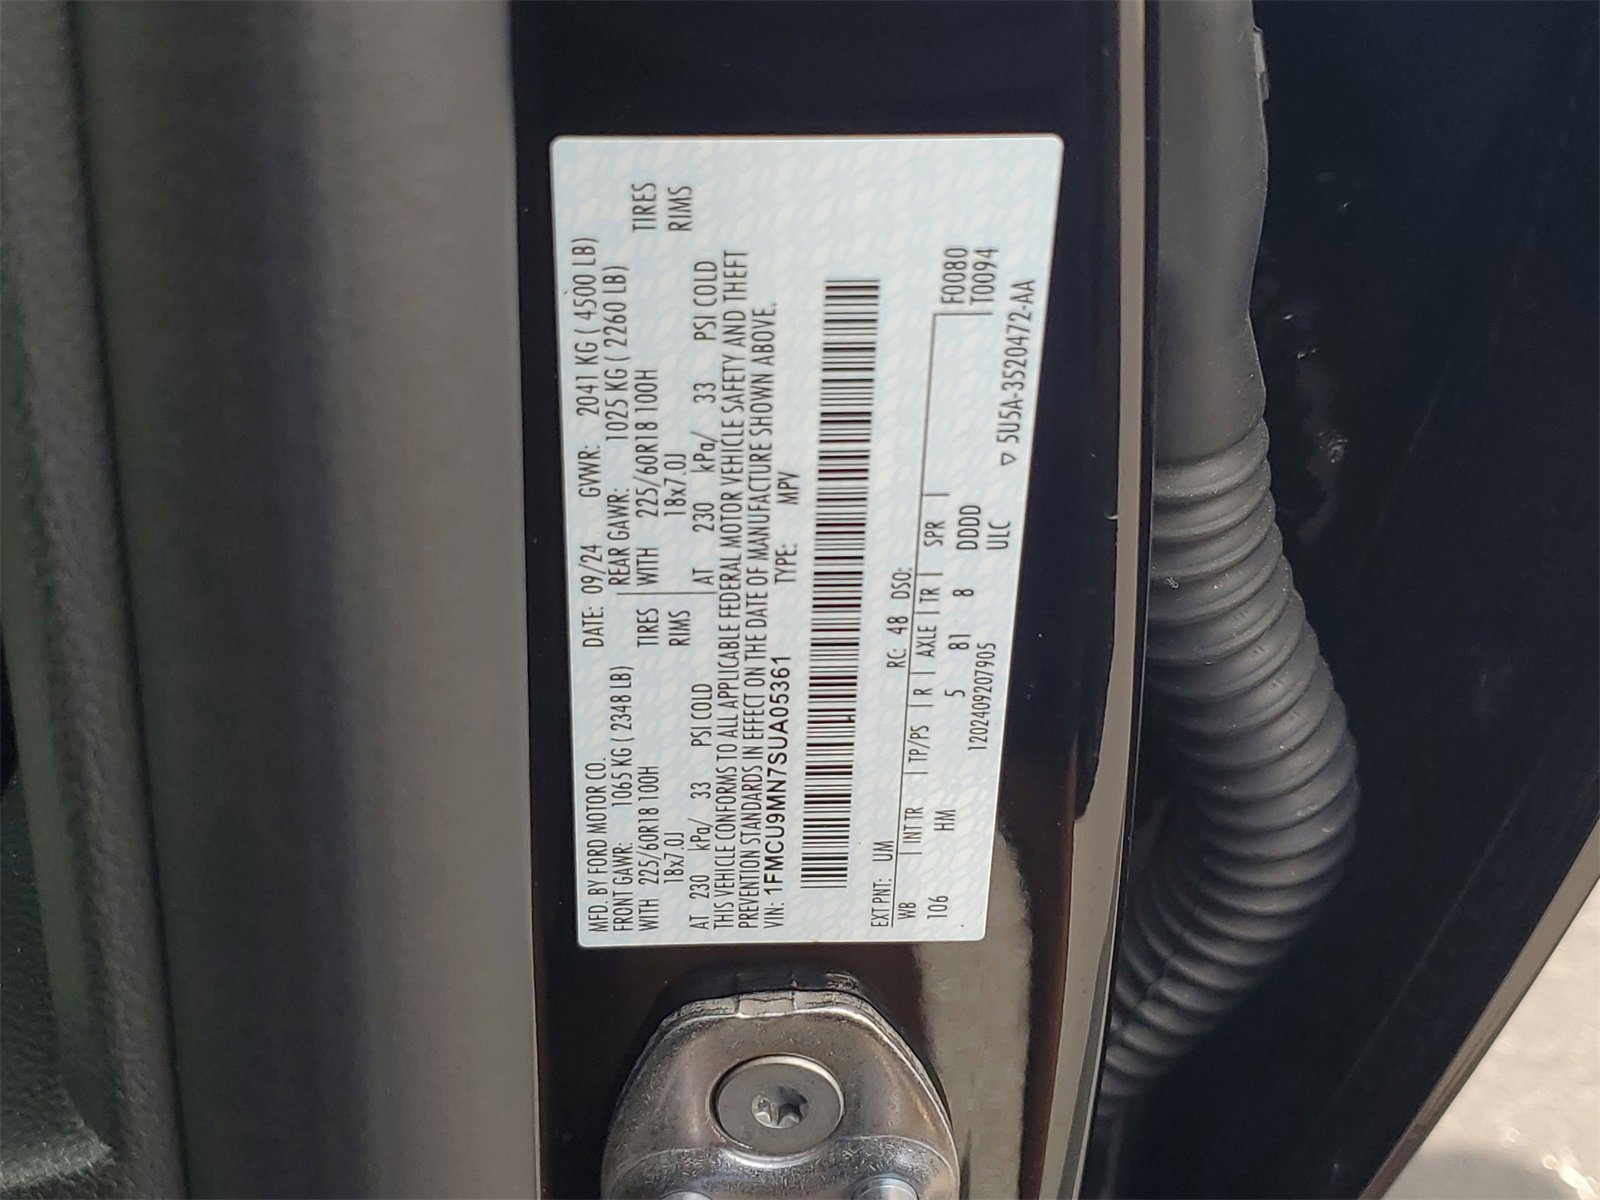 MFD. BY FORD MOTOR CO.
DATE: 09/24 GVWR: 2041 KG ( 4500 LB)
FRONT GAWR: 1065 KG ( 2348 LB)
REAR GAWR: 1025 KG ( 2260 LB)
WITH 225/60R18 100H TIRES
WITH 225/60R18 100H TIRES
18x7.0J RIMS
18x7.0J RIMS
AT 230 kPa/ 33 PSI COLD
AT 230 kPa/ 33 PSI COLD
THIS VEHICLE CONFORMS TO ALL APPLICABLE FEDERAL MOTOR VEHICLE SAFETY AND THEFT
PREVENTION STANDARDS IN EFFECT ON THE DATE OF MANUFACTURE SHOWN ABOVE.
VIN: 1FMCU9MN7SUA05361 TYPE: MPV
EXT PNT: UM RC: 48 DSO:
WB INT TR TP/PS R AXLE TR SPR F0080
106 HM 5 81 8 DDDD T0094
120240920790​5 ULC
▽ 5U5A-3520472-AA